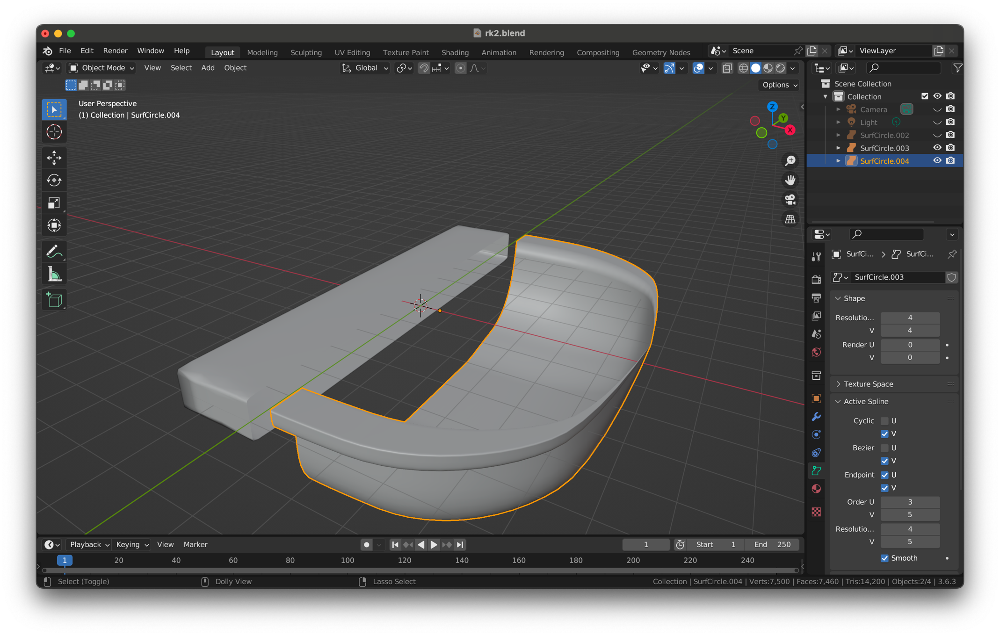 rk2.blend
File Edit Render Window Help Layout Modeling Sculpting UV Editing Texture Paint Shading Animation Rendering Compositing Geometry Nodes Scene ViewLayer
Object Mode View Select Add Object Global
Options
User Perspective
(1) Collection | SurfCircle.004
Z
Y
X
Scene Collection
Collection
Camera
Light
SurfCircle.002
SurfCircle.003
SurfCircle.004
SurfCi... SurfCi...
SurfCircle.003
Shape
Resolutio... 4
V 4
Render U 0
V 0
Texture Space
Active Spline
Cyclic U
V
Bezier U
V
Endpoint U
V
Order U 3
V 5
Resolutio... 4
V 5
Smooth
Playback Keying View Marker 1 Start 1 End 250
1 20 40 60 80 100 120 140 160 180 200 220 240
Select (Toggle) Dolly View Lasso Select Collection | SurfCircle.004 | Verts:7,500 | Faces:7,460 | Tris:14,200 | Objects:2/4 | 3.6.3